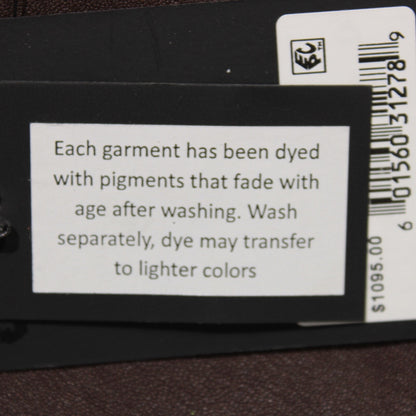 Each garment has been dyed
with pigments that fade with
age after washing. Wash
separately, dye may transfer
to lighter colors
6 01560 31278 9
$1095.00